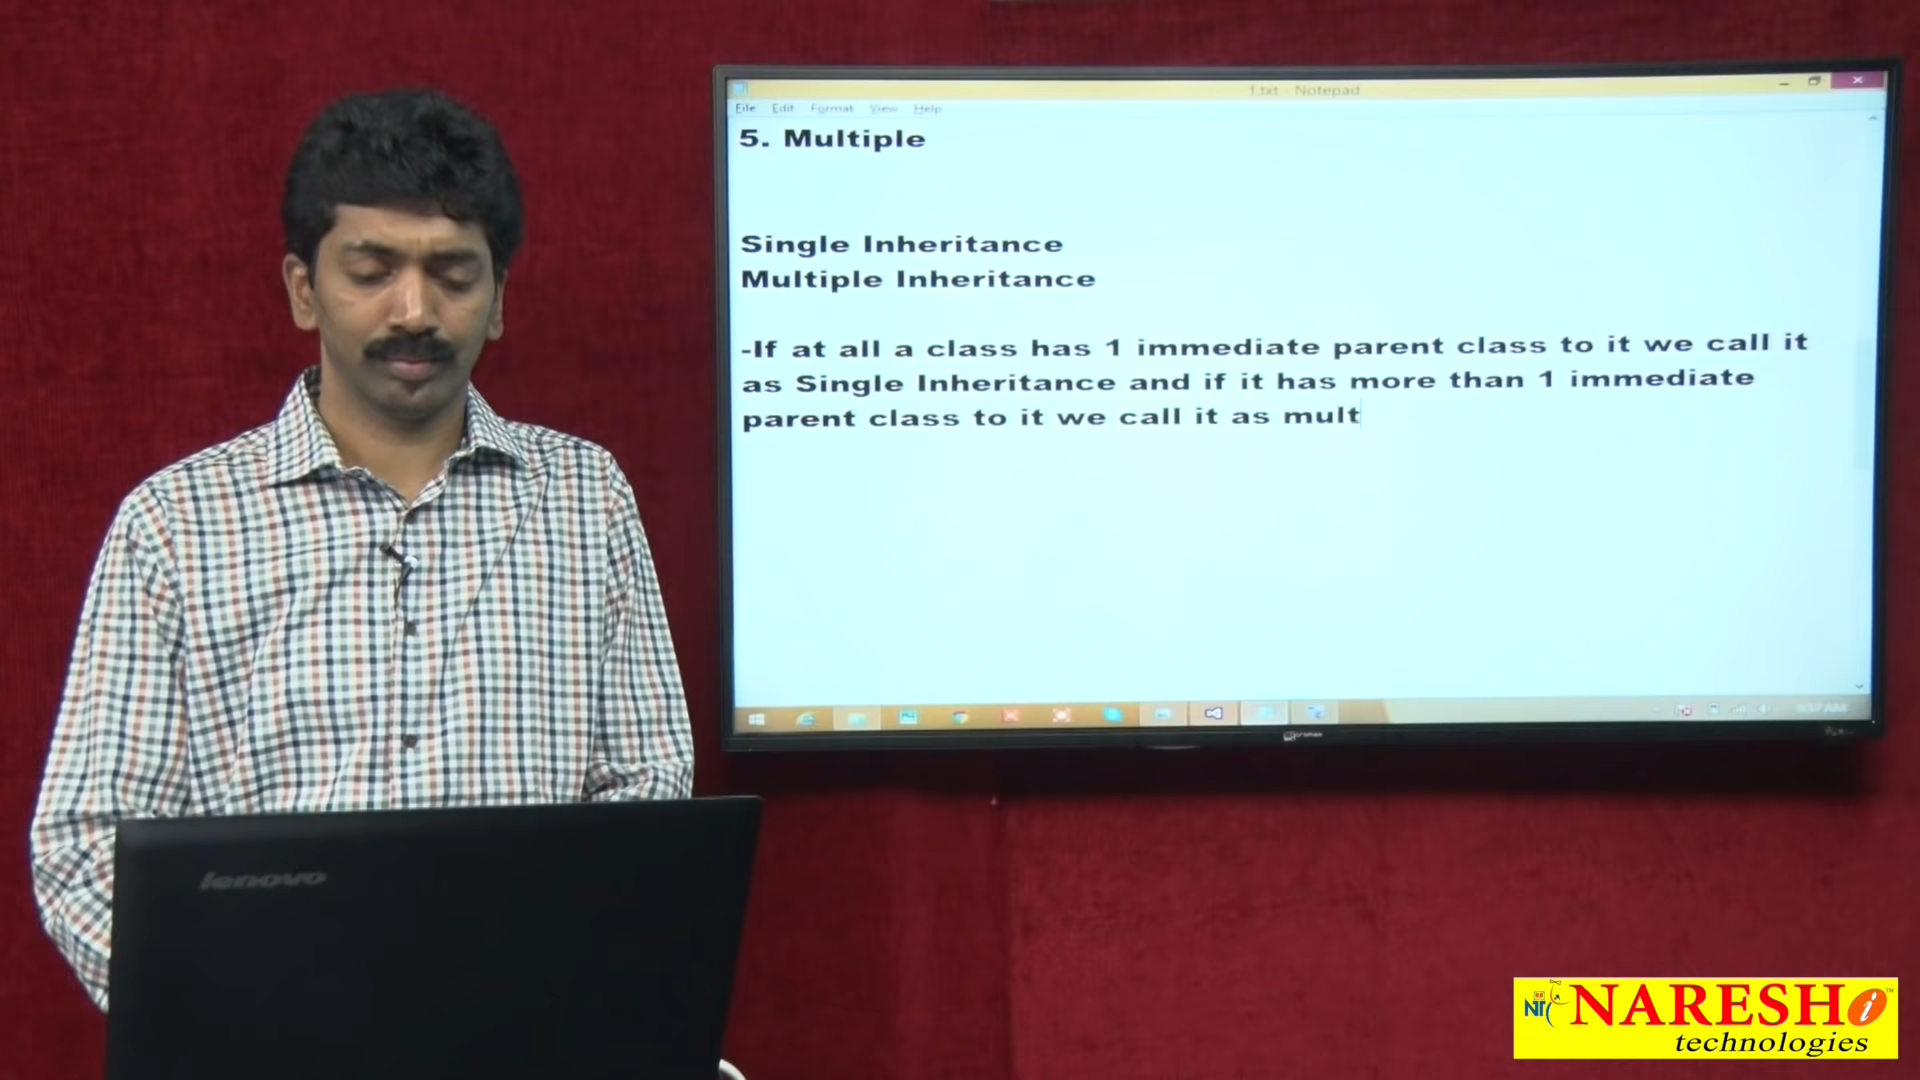 1.txt - Notepad
File Edit Format View Help
5. Multiple
Single Inheritance
Multiple Inheritance
-If at all a class has 1 immediate parent class to it we call it
as Single Inheritance and if it has more than 1 immediate
parent class to it we call it as mult
lenovo
NARESHi
technologies